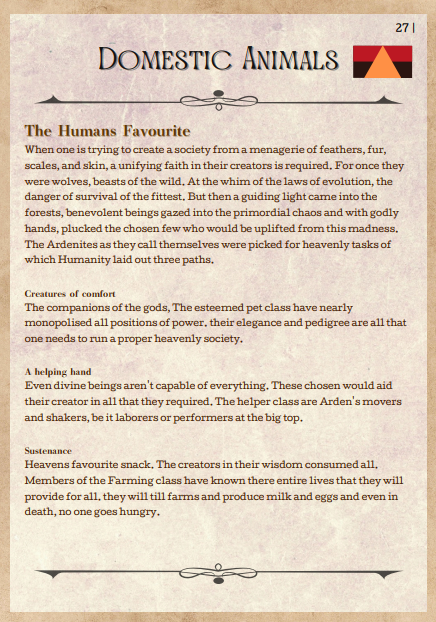 27 |
Domestic Animals
The Humans Favourite
When one is trying to create a society from a menagerie of feathers, fur,
scales, and skin, a unifying faith in their creators is required. For once they
were wolves, beasts of the wild. At the whim of the laws of evolution, the
danger of survival of the fittest. But then a guiding light came into the
forests, benevolent beings gazed into the primordial chaos and with godly
hands, plucked the chosen few who would be uplifted from this madness.
The Ardenites as they call themselves were picked for heavenly tasks of
which Humanity laid out three paths.
Creatures of comfort
The companions of the gods, The esteemed pet class have nearly
monopolised all positions of power. their elegance and pedigree are all that
one needs to run a proper heavenly society.
A helping hand
Even divine beings aren't capable of everything. These chosen would aid
their creator in all that they required. The helper class are Arden's movers
and shakers, be it laborers or performers at the big top.
Sustenance
Heavens favourite snack. The creators in their wisdom consumed all.
Members of the Farming class have known there entire lives that they will
provide for all. they will till farms and produce milk and eggs and even in
death, no one goes hungry.